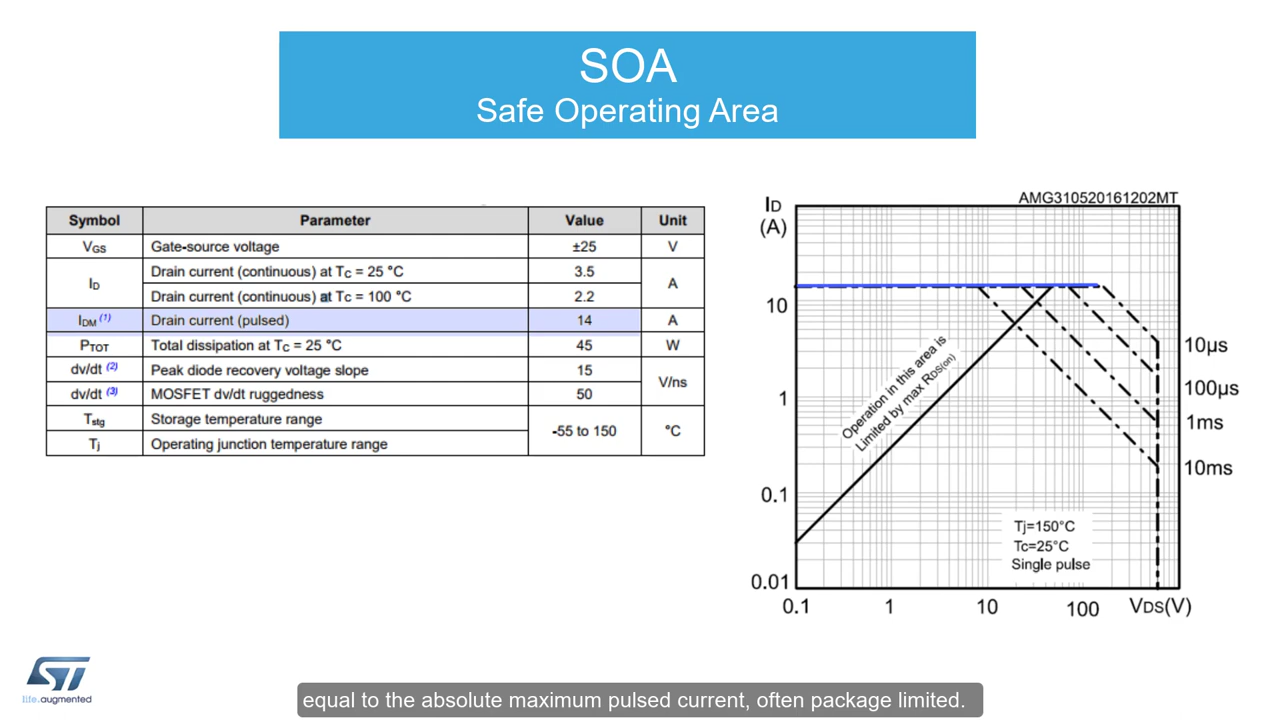 SOA
Safe Operating Area
Symbol Parameter Value Unit
VGS Gate-source voltage ±25 V
ID Drain current (continuous) at TC = 25 °C 3.5 A
Drain current (continuous) at TC = 100 °C 2.2
IDM (1) Drain current (pulsed) 14 A
PTOT Total dissipation at TC = 25 °C 45 W
dv/dt (2) Peak diode recovery voltage slope 15 V/ns
dv/dt (3) MOSFET dv/dt ruggedness 50
Tstg Storage temperature range -55 to 150 °C
Tj Operating junction temperature range
ID
(A)
AMG310520161202MT
10
1
0.1
0.01
Operation in this area is
Limited by max RDS(on)
10µs
100µs
1ms
10ms
Tj=150°C
Tc=25°C
Single pulse
0.1 1 10 100 VDS(V)
ST
life.augmented
equal to the absolute maximum pulsed current, often package limited.